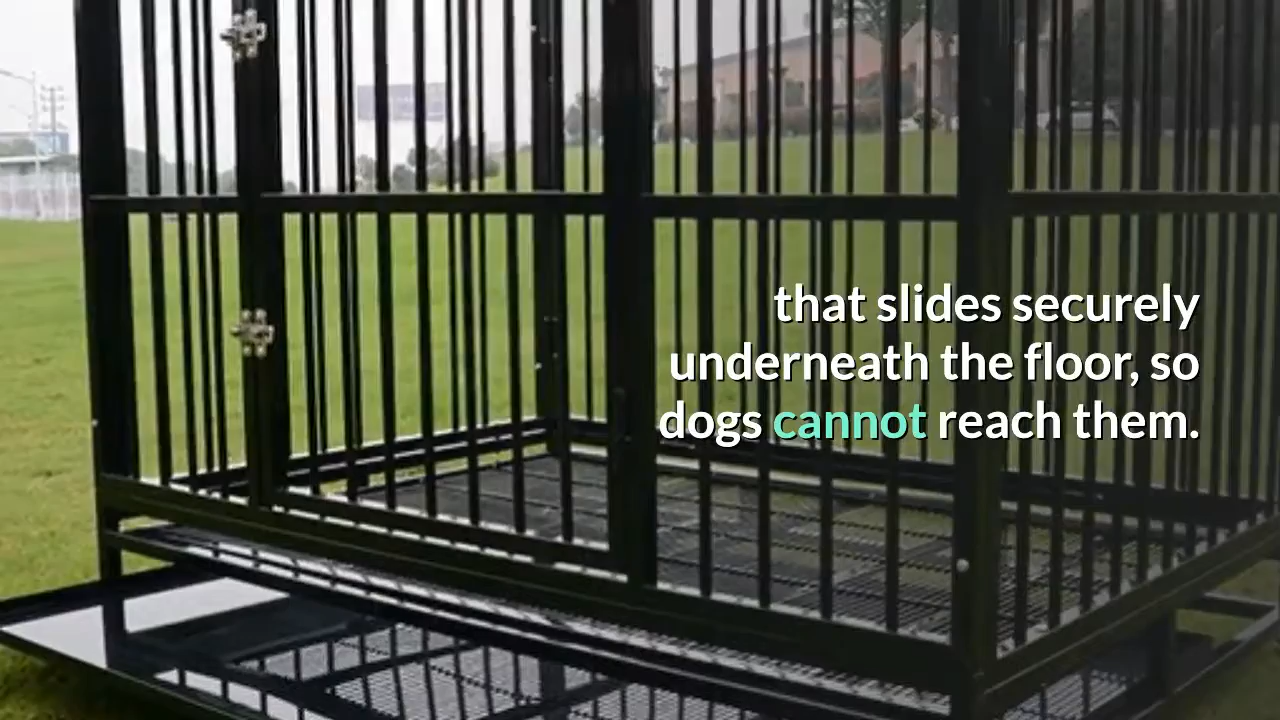 that slides securely
underneath the floor, so
dogs cannot reach them.